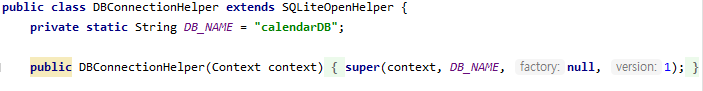 public class DBConnectionHelper extends SQLiteOpenHelper {
private static String DB_NAME = "calendarDB";
public DBConnectionHelper(Context context) { super(context, DB_NAME, factory: null, version: 1); }